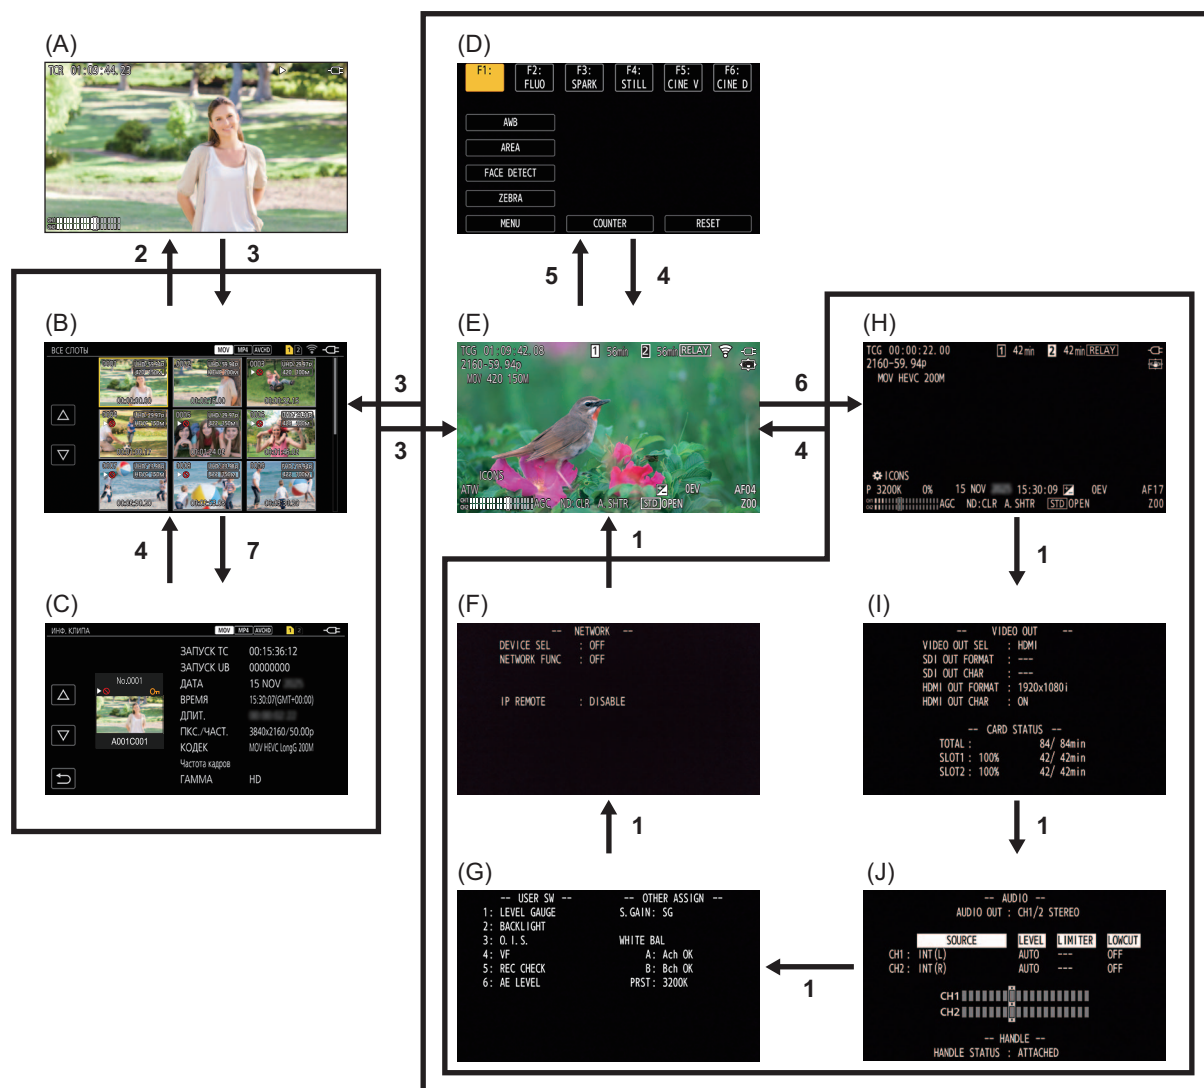 (A)
TCR 01:09:44.23
2
3
(B)
ВСЕ СЛОТЫ
MOV MP4 AVCHD 1 2
0001
0002
0003
00:00:00.00
4
7
(C)
ИНФ. КЛИПА
MOV MP4 AVCHD 1 2
No.0001
A001C001
ЗАПУСК TC 00:15:36:12
ЗАПУСК UB 00000000
ДАТА 15 NOV
ВРЕМЯ 15:30:07(GMT+00:00)
ДЛИТ.
ПКС./ЧАСТ. 3840x2160/50.00p
КОДЕК MOV HEVC LongG 200M
Частота кадров
ГАММА HD
(D)
F1: F2: F3: F4: F5: F6:
FLUO SPARK STILL CINE V CINE D
AWB
AREA
FACE DETECT
ZEBRA
MENU COUNTER RESET
5
4
3
3
(E)
TCG 01:09:42.08 1 56min 2 56min RELAY
2160-59.94p
MOV 420 150M
ICONS
ATW 0EV AF04
AGC ND:CLR A.SHTR STD OPEN Z00
6
4
1
(F)
-- NETWORK --
DEVICE SEL : OFF
NETWORK FUNC : OFF
IP REMOTE : DISABLE
1
(G)
-- USER SW -- -- OTHER ASSIGN --
1: LEVEL GAUGE S.GAIN: SG
2: BACKLIGHT
3: O.I.S. WHITE BAL
4: VF A: Ach OK
5: REC CHECK B: Bch OK
6: AE LEVEL PRST: 3200K
1
(H)
TCG 00:00:22.00 1 42min 2 42min RELAY
2160-59.94p
MOV HEVC 200M
ICONS
P 3200K 0% 15 NOV 15:30:09 0EV AF17
AGC ND:CLR A.SHTR STD OPEN Z00
1
(I)
-- VIDEO OUT --
VIDEO OUT SEL : HDMI
SDI OUT FORMAT : ---
SDI OUT CHAR : ---
HDMI OUT FORMAT : 1920x1080i
HDMI OUT CHAR : ON
-- CARD STATUS --
TOTAL : 84/ 84min
SLOT1 : 100% 42/ 42min
SLOT2 : 100% 42/ 42min
1
(J)
-- AUDIO --
AUDIO OUT : CH1/2 STEREO
SOURCE LEVEL LIMITER LOWCUT
CH1 : INT(L) AUTO --- OFF
CH2 : INT(R) AUTO --- OFF
CH1
CH2
-- HANDLE --
HANDLE STATUS : ATTACHED